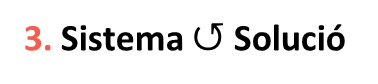 3. Sistema ↺ Solució